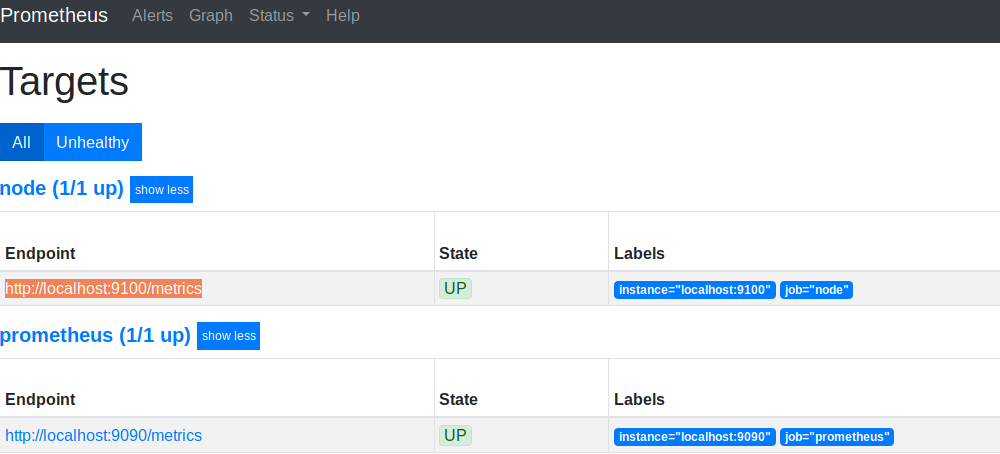 Prometheus Alerts Graph Status Help
Targets
All Unhealthy
node (1/1 up) show less
Endpoint State Labels
http://localhost:9100/metrics UP instance="localhost:9100" job="node"
prometheus (1/1 up) show less
Endpoint State Labels
http://localhost:9090/metrics UP instance="localhost:9090" job="prometheus"